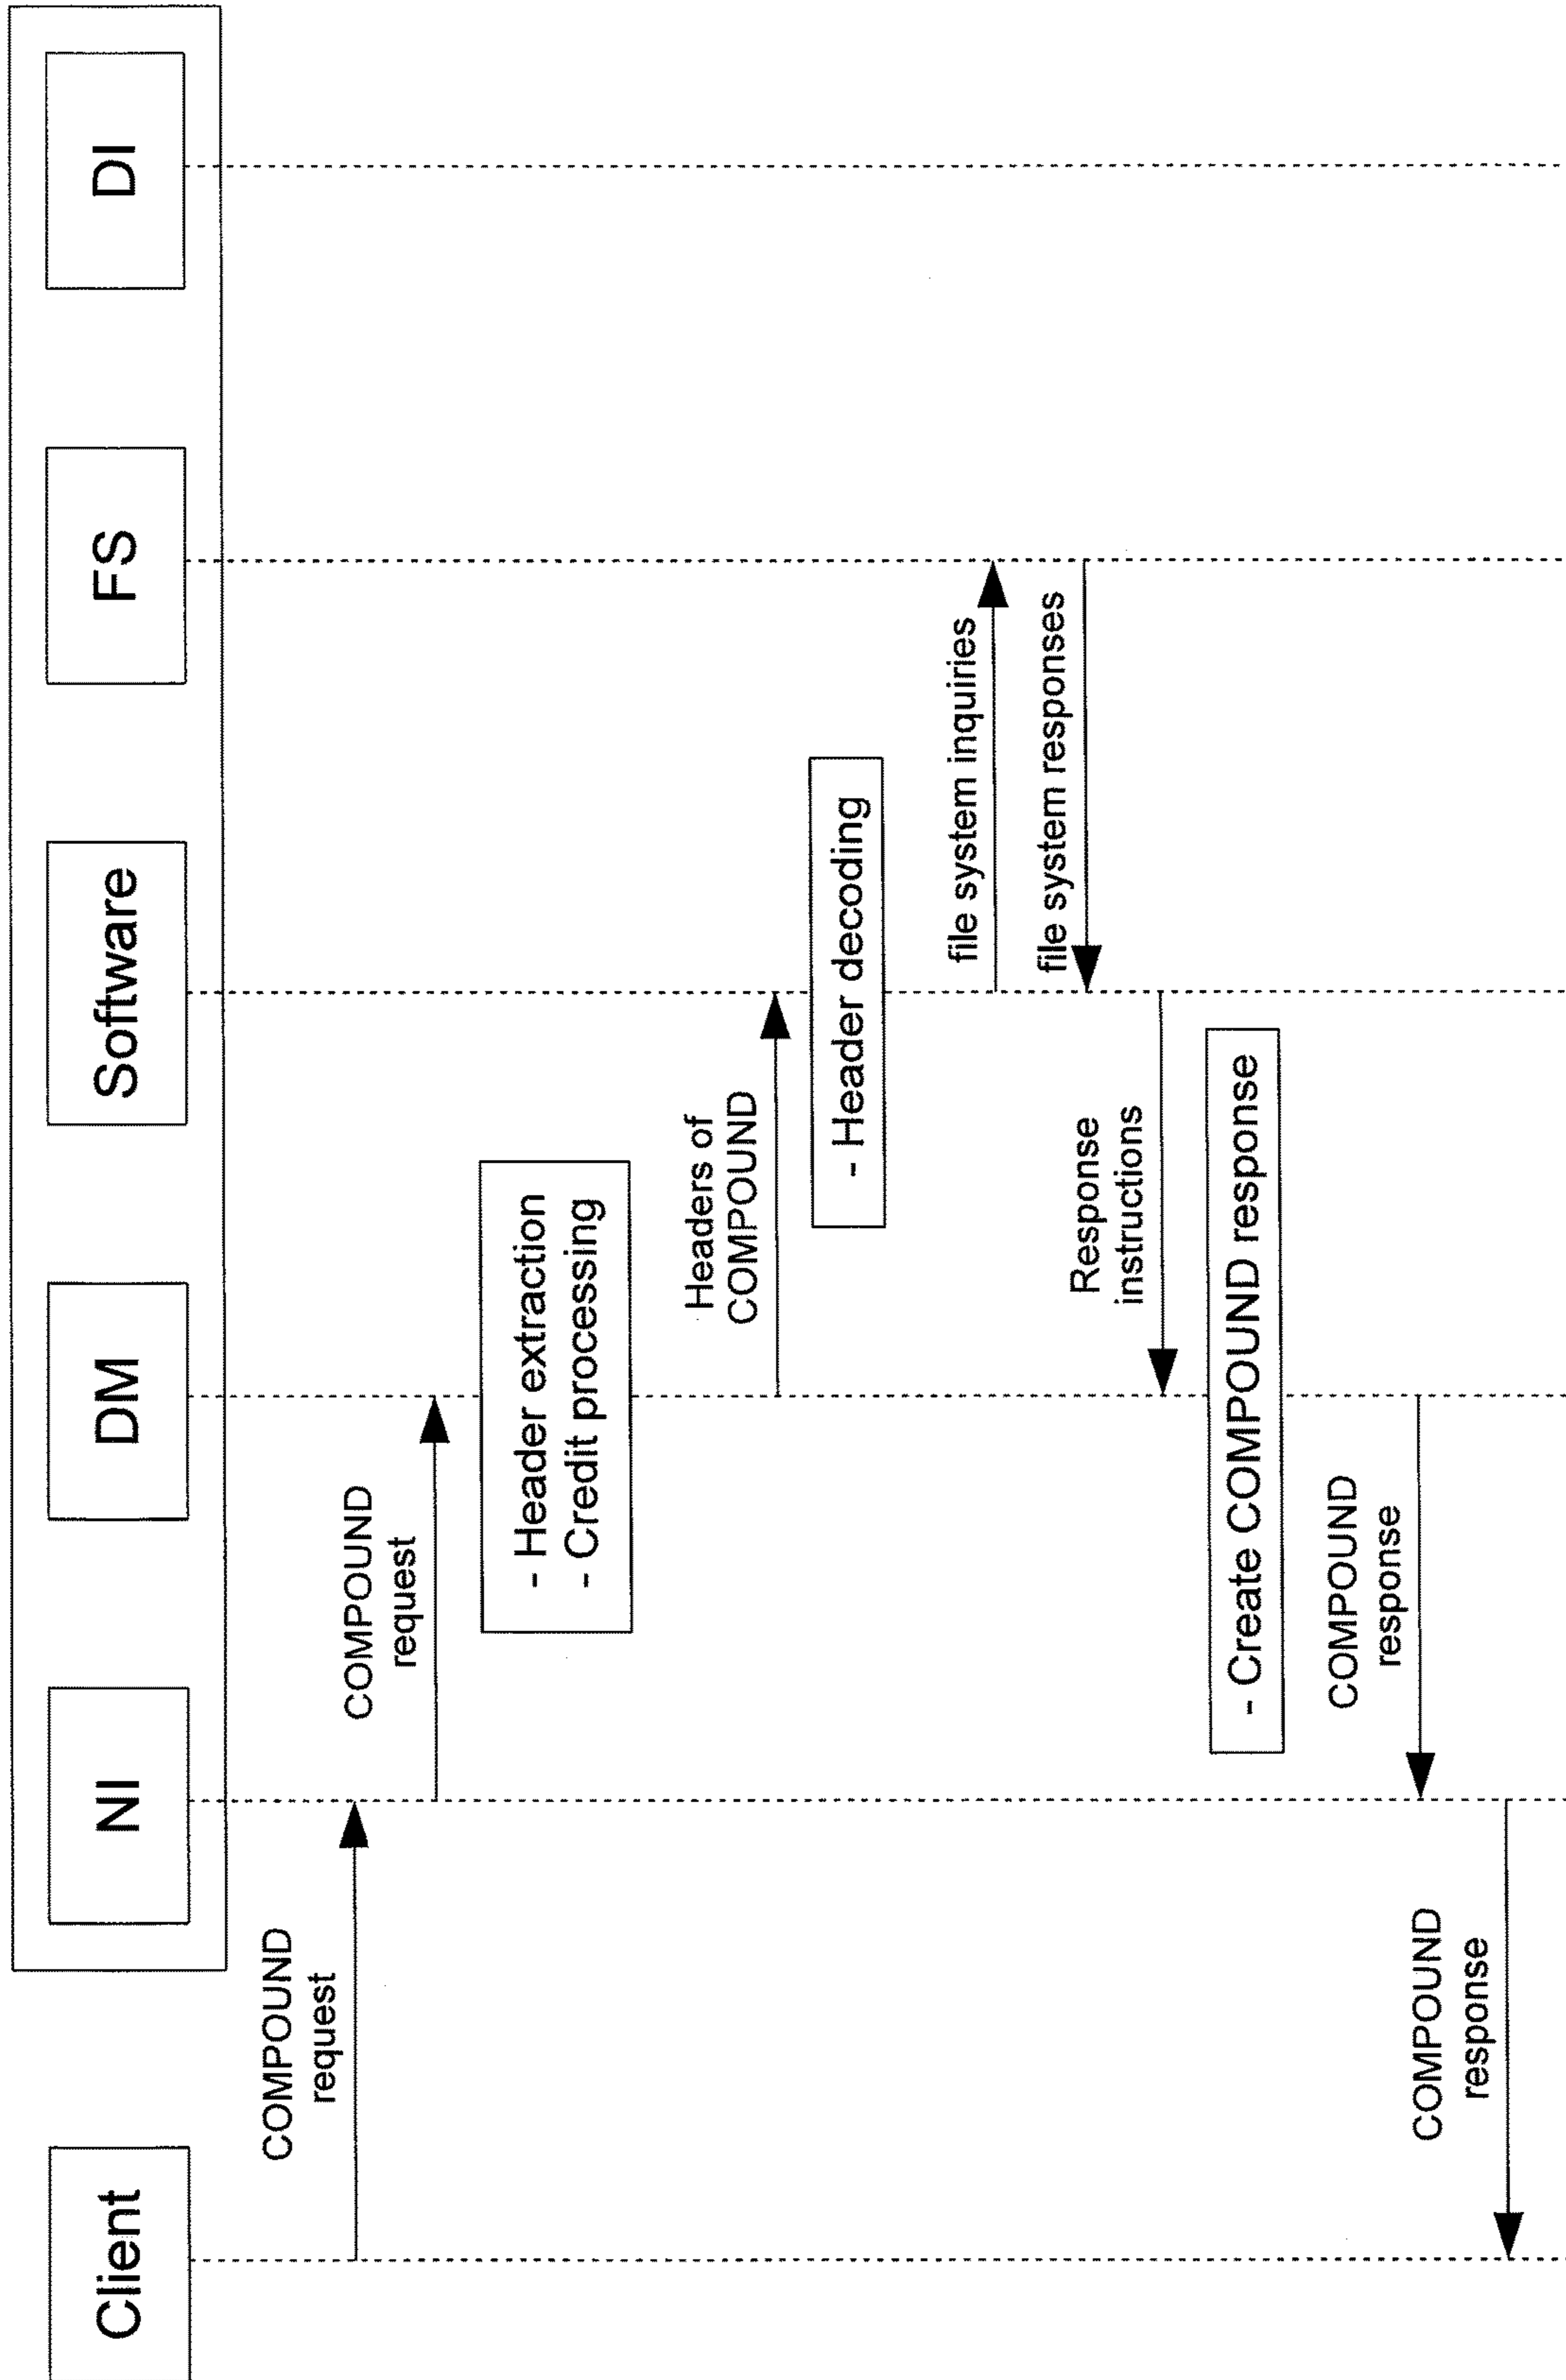 Client
NI
DM
Software
FS
DI
COMPOUND
request
COMPOUND
request
- Header extraction
- Credit processing
Headers of
COMPOUND
- Header decoding
file system inquiries
file system responses
Response
instructions
- Create COMPOUND response
COMPOUND
response
COMPOUND
response